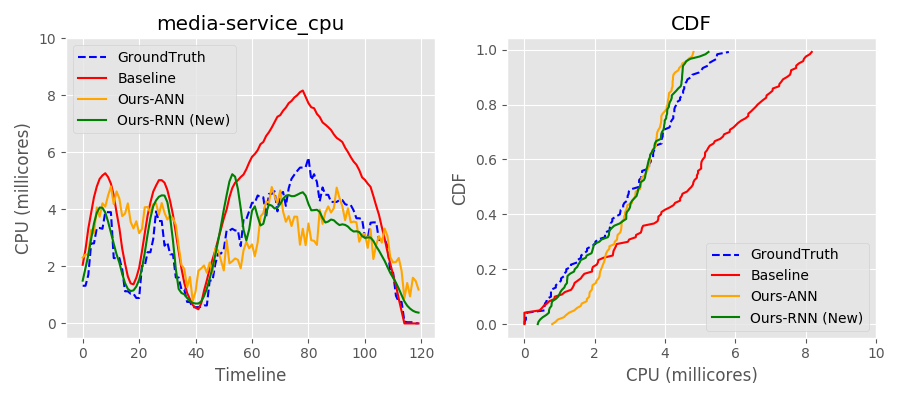 media-service_cpu
10
8
6
4
2
0
CPU (millicores)
GroundTruth
Baseline
Ours-ANN
Ours-RNN (New)
0
20
40
60
80
100
120
Timeline
CDF
1.0
0.8
0.6
0.4
0.2
0.0
CDF
GroundTruth
Baseline
Ours-ANN
Ours-RNN (New)
0
2
4
6
8
10
CPU (millicores)